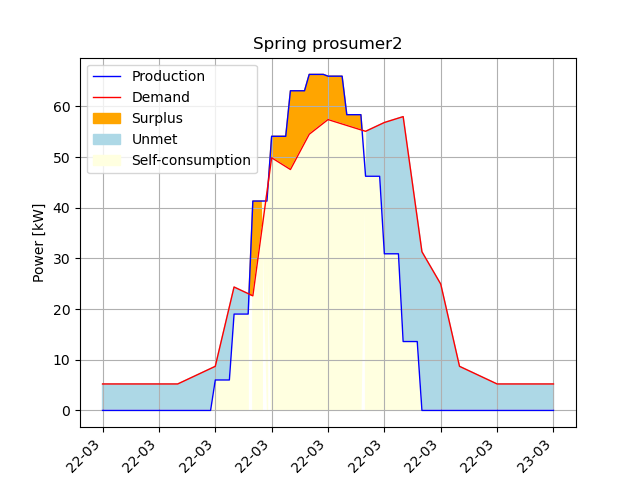 Spring prosumer2
Production
Demand
Surplus
Unmet
Self-consumption
Power [kW]
60
50
40
30
20
10
0
22-03
22-03
22-03
22-03
22-03
22-03
22-03
22-03
23-03